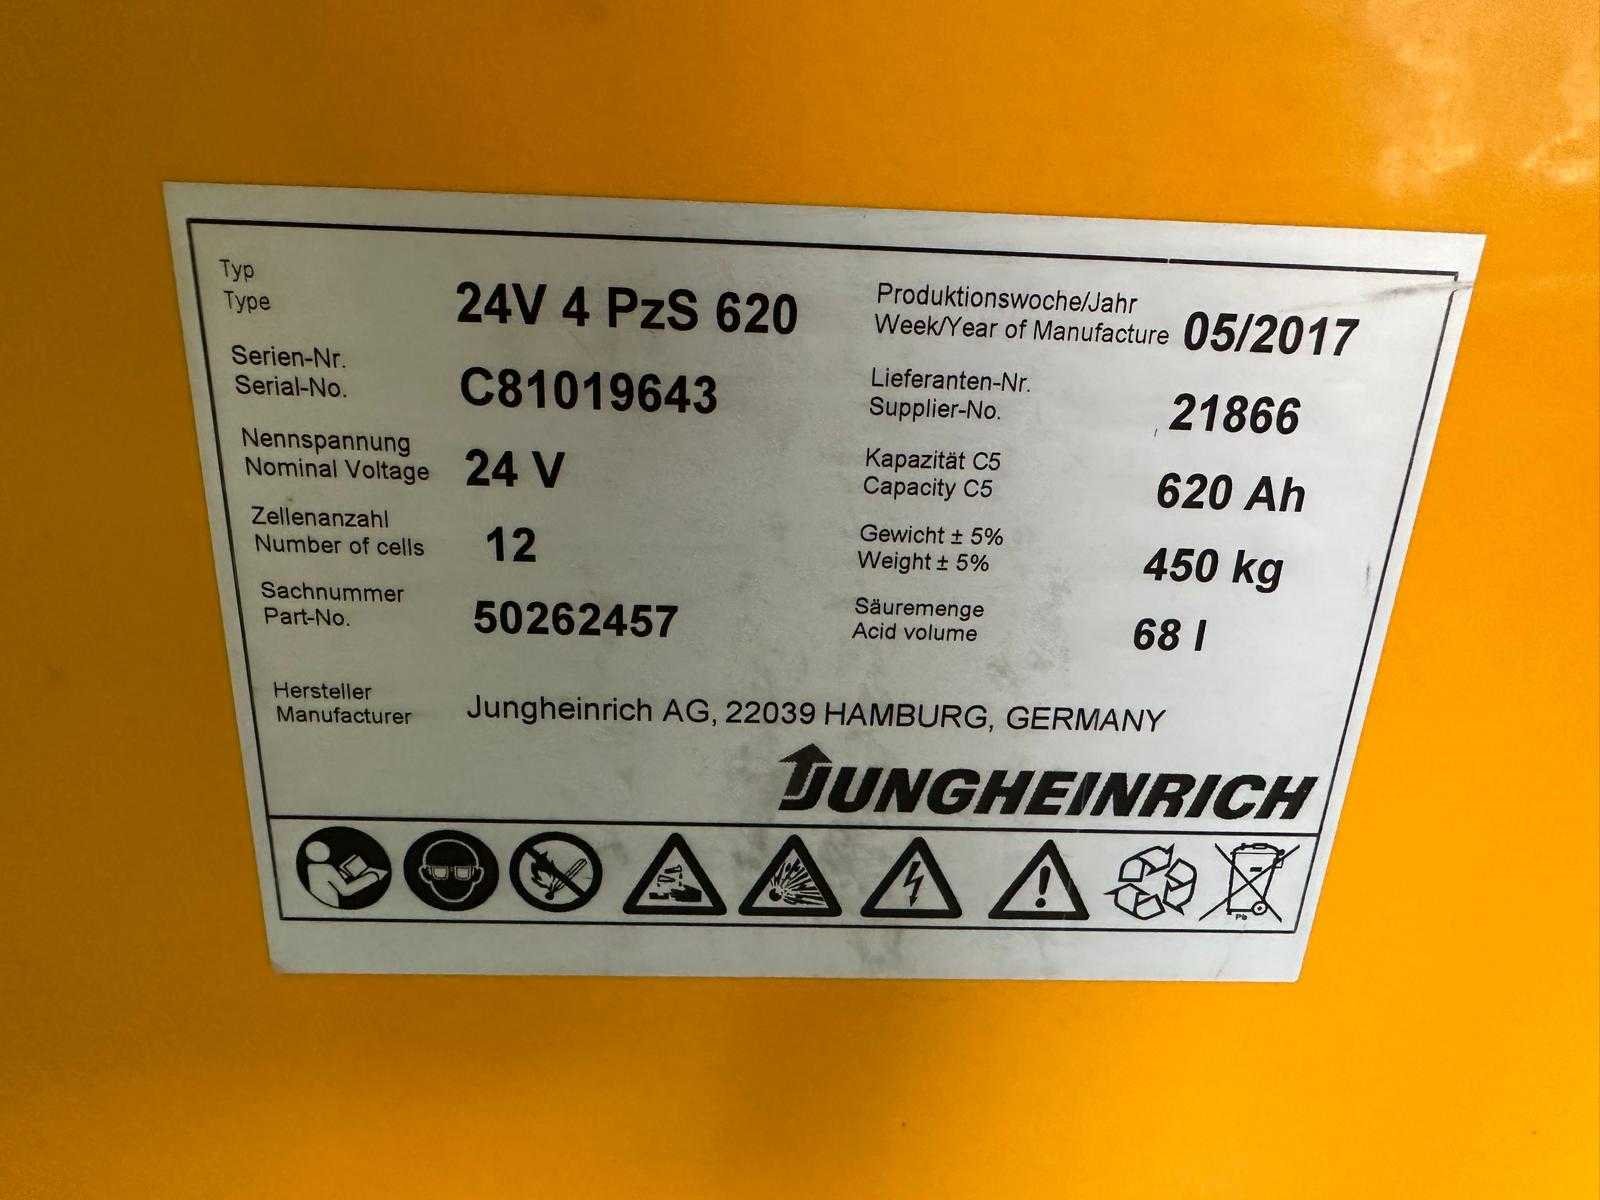 Typ
Type
24V 4 PzS 620
Serien-Nr.
Serial-No.
C81019643
Nennspannung
Nominal Voltage
24 V
Zellenanzahl
Number of cells
12
Sachnummer
Part-No.
50262457
Produktionswoche/Jahr
Week/Year of Manufacture
05/2017
Lieferanten-Nr.
Supplier-No.
21866
Kapazität C5
Capacity C5
620 Ah
Gewicht ± 5%
Weight ± 5%
450 kg
Säuremenge
Acid volume
68 l
Hersteller
Manufacturer
Jungheinrich AG, 22039 HAMBURG, GERMANY
JUNGHEINRICH
Pb